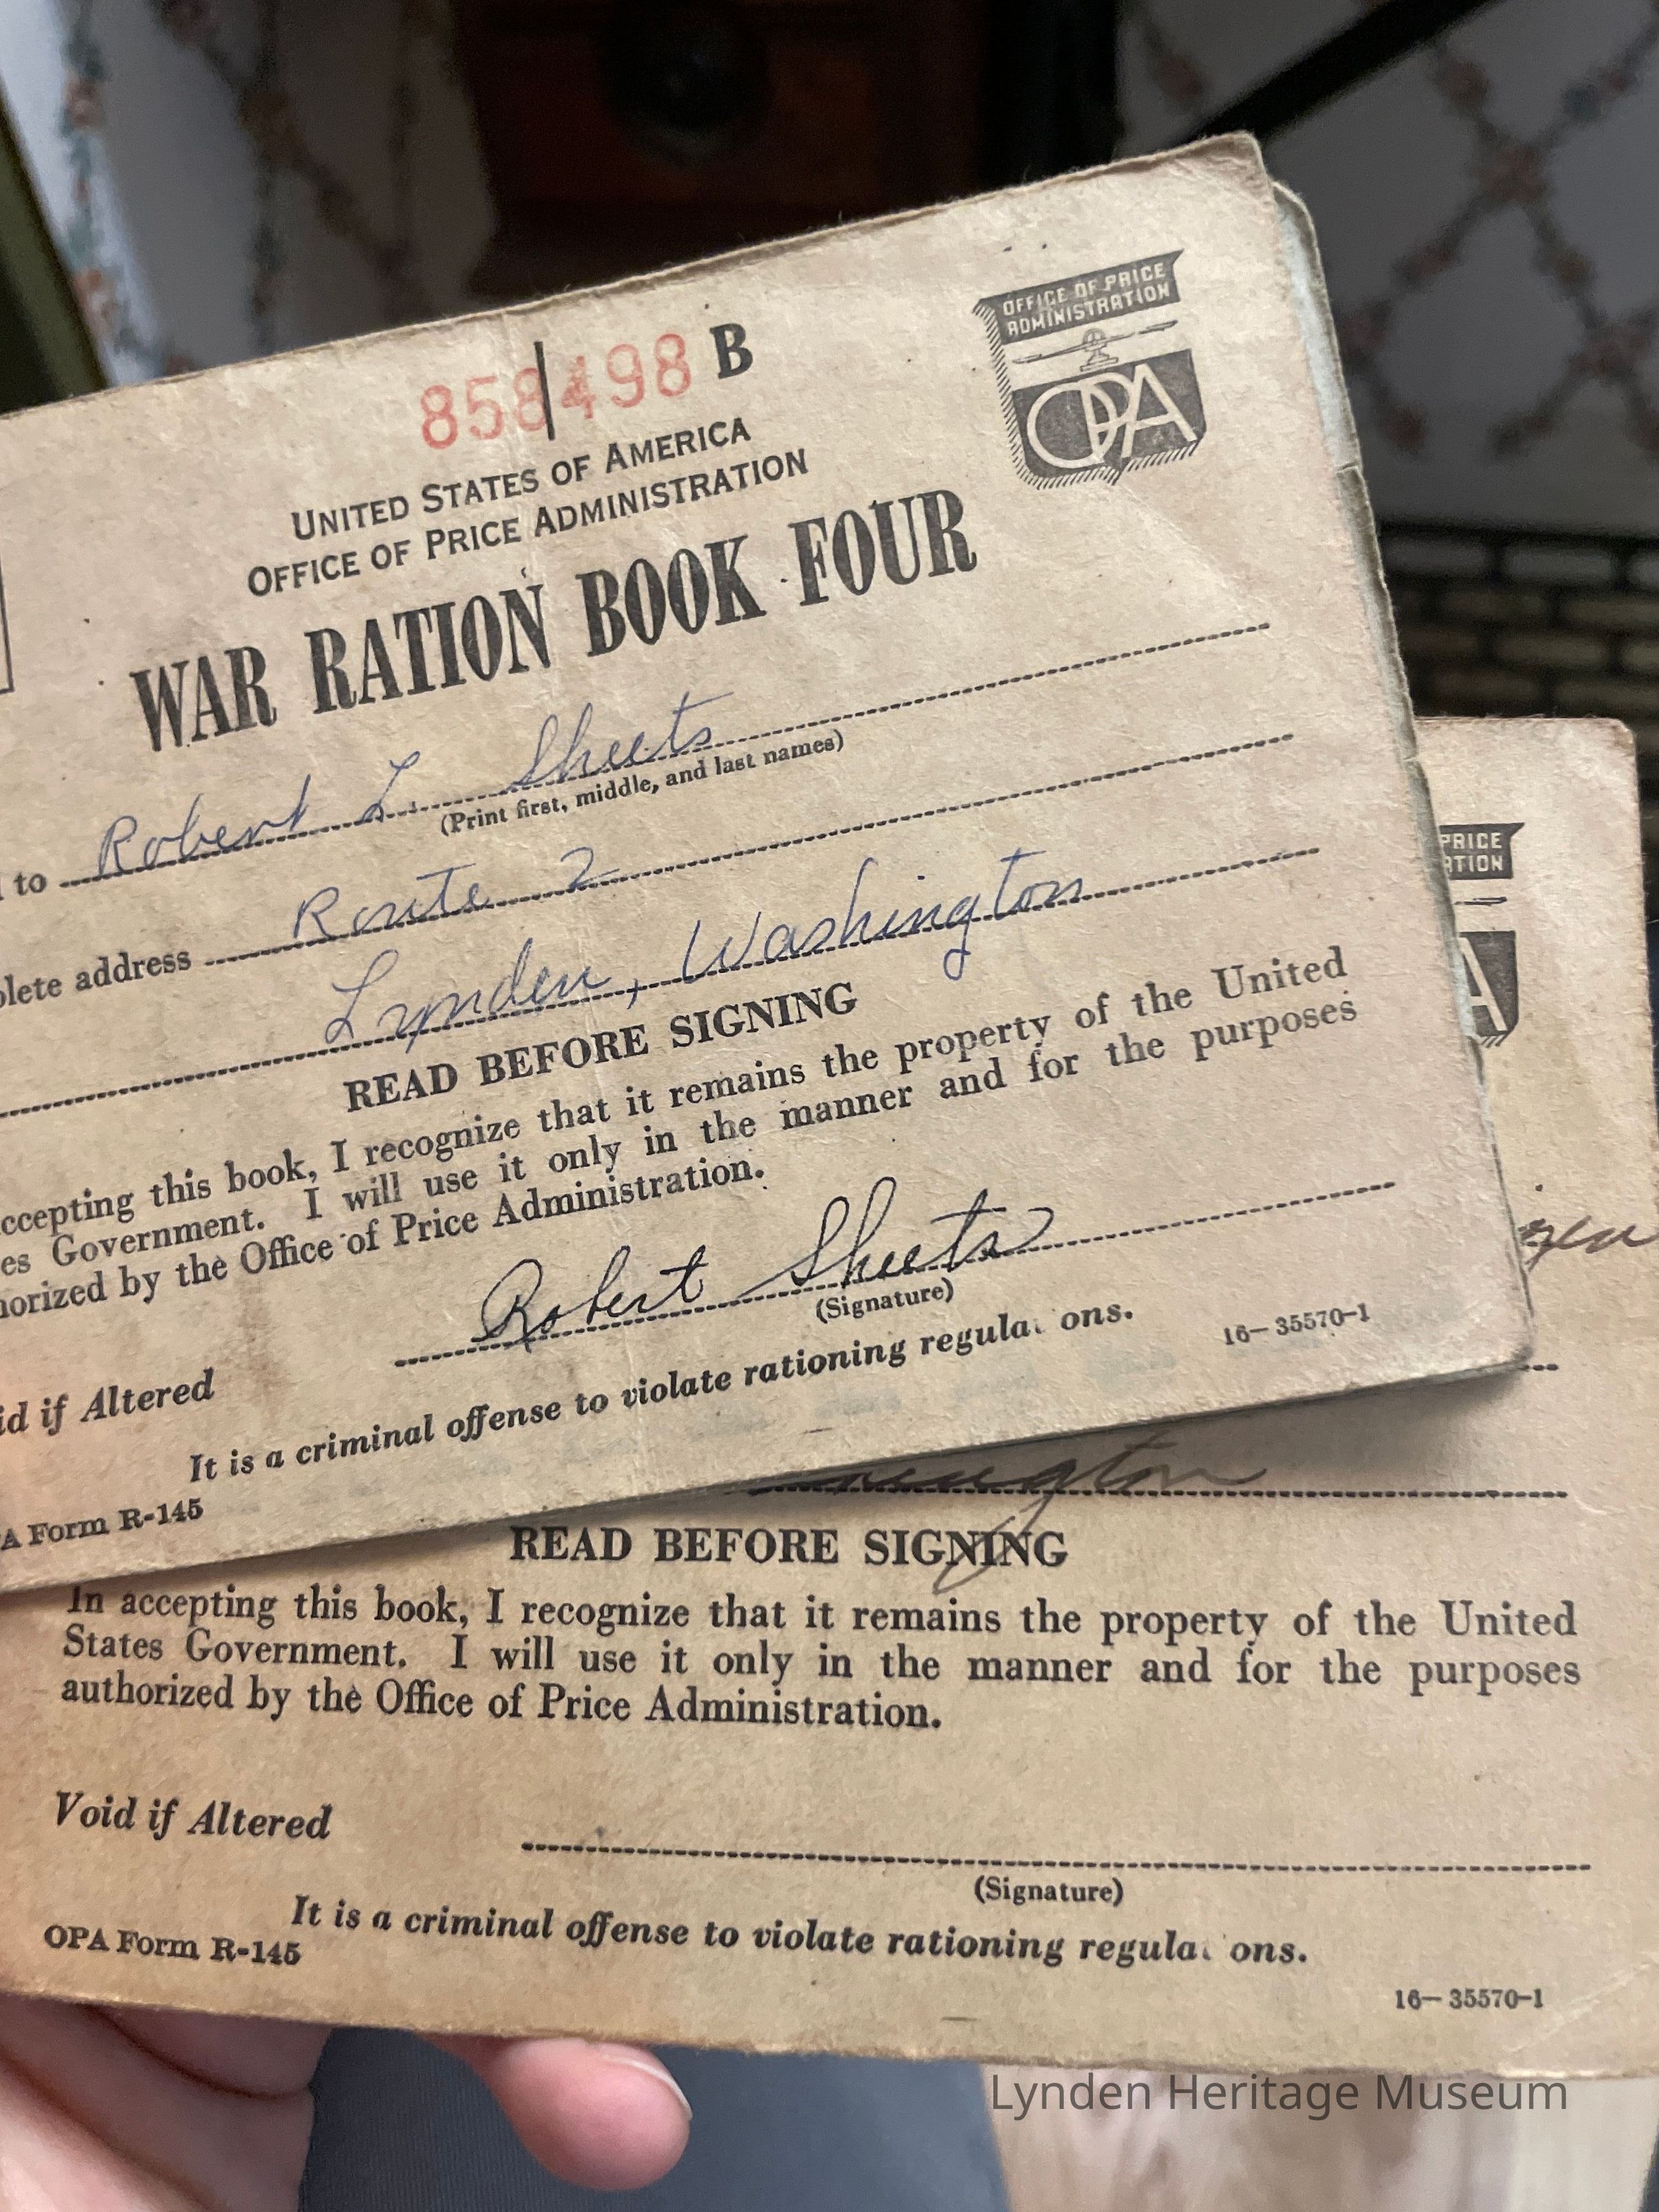 858498 B
OFFICE OF PRICE
ADMINISTRATION
OPA
UNITED STATES OF AMERICA
OFFICE OF PRICE ADMINISTRATION
WAR RATION BOOK FOUR
to Robert L. Sheets
(Print first, middle, and last names)
plete address Route 2
Lynden, Washington
READ BEFORE SIGNING
ccepting this book, I recognize that it remains the property of the United
es Government. I will use it only in the manner and for the purposes
horized by the Office of Price Administration.
Robert Sheets
(Signature)
id if Altered
It is a criminal offense to violate rationing regula ons.
16-35570-1
A Form R-145
PRICE
ATION
A
READ BEFORE SIGNING
In accepting this book, I recognize that it remains the property of the United
States Government. I will use it only in the manner and for the purposes
authorized by the Office of Price Administration.
Void if Altered
(Signature)
It is a criminal offense to violate rationing regula ons.
OPA Form R-145
16-35570-1
Lynden Heritage Museum